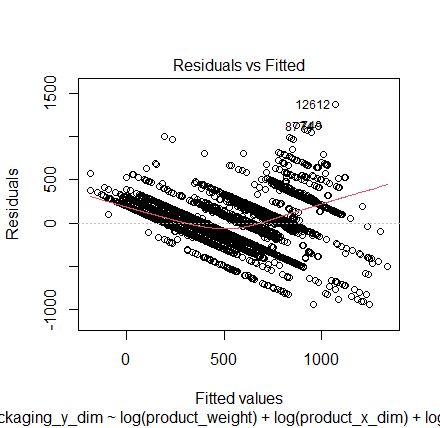 Residuals vs Fitted
1500
500
0
-1000
Residuals
12612
0 500 1000
Fitted values
ckaging_y_dim ~ log(product_weight) + log(product_x_dim) + log